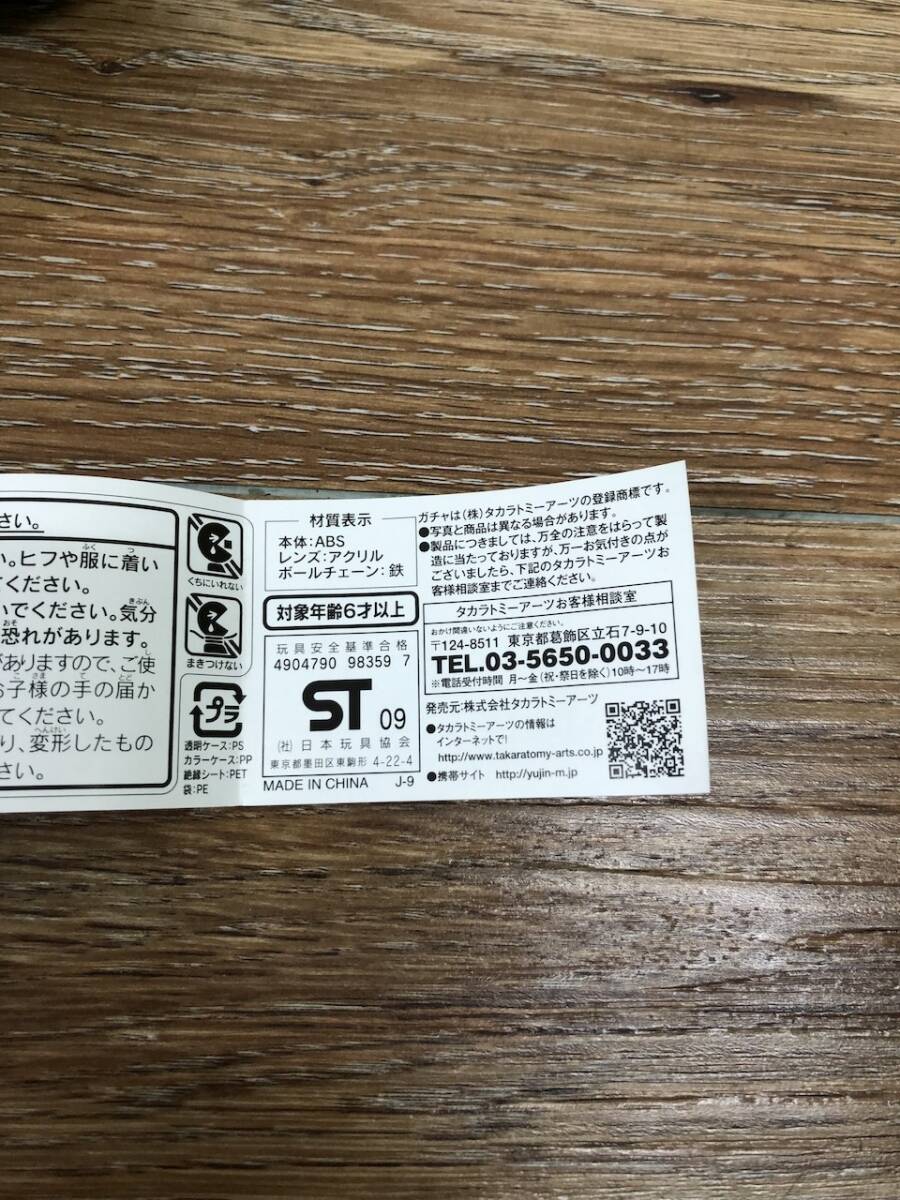 さい。
い。ヒフや服に着い
てください。
いでください。気分
恐れがあります。
がありますので、ご使
お子様の手の届か
てください。
り、変形したもの
さい。
くちにいれない
まきつけない
プラ
透明ケース:PS
カラーケース:PP
絶縁シート:PET
袋:PE
材質表示
本体:ABS
レンズ:アクリル
ボールチェーン:鉄
対象年齢6才以上
玩具安全基準合格
4904790 98359 7
ST 09
(社)日本玩具協会
東京都墨田区東駒形 4-22-4
MADE IN CHINA J-9
ガチャは(株)タカラトミーアーツの登録商標です。
●写真と商品は異なる場合があります。
●製品につきましては、万全の注意をはらって製
造に当たっておりますが、万一お気付きの点が
ございましたら、下記のタカラトミーアーツお
客様相談室までご連絡ください。
タカラトミーアーツお客様相談室
おかけ間違いないようにご注意ください。
〒124-8511 東京都葛飾区立石7-9-10
TEL.03-5650-0033
※電話受付時間 月〜金(祝・祭日を除く)10時〜17時
発売元:株式会社タカラトミーアーツ
●タカラトミーアーツの情報は
インターネットで!
http://www.takaratomy-arts.co.jp
●携帯サイト http://yujin-m.jp